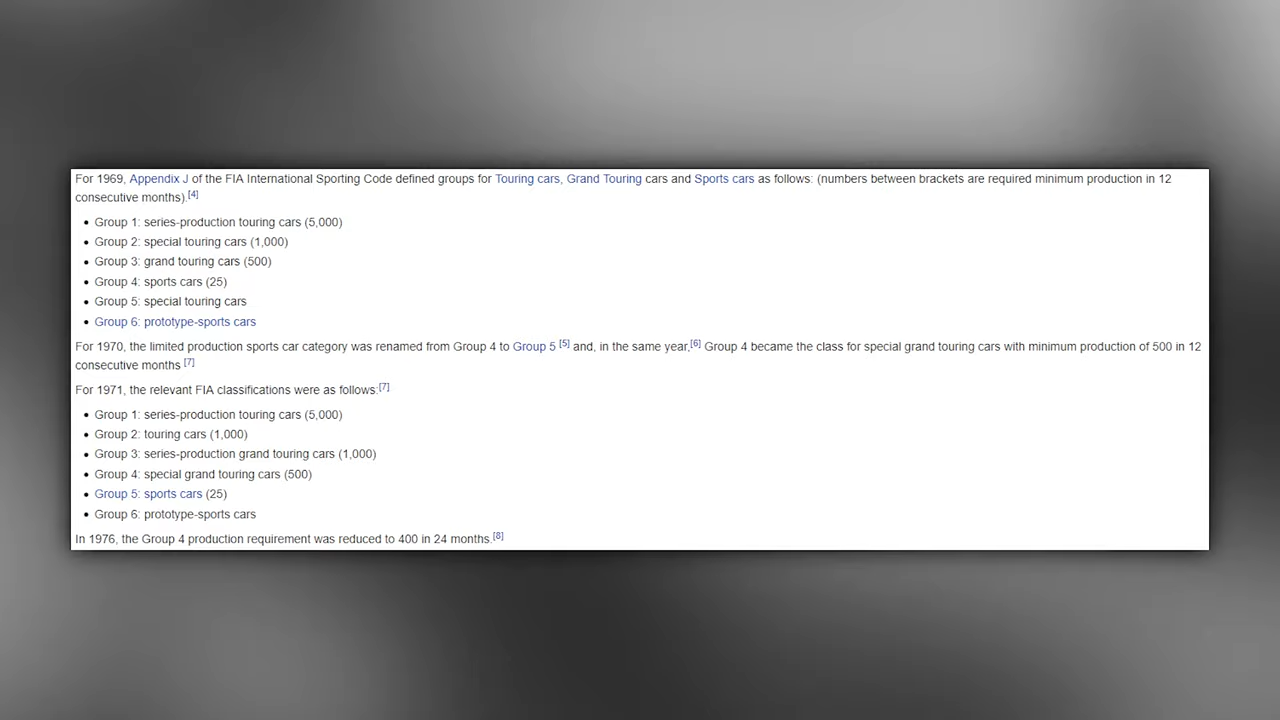 For 1969, Appendix J of the FIA International Sporting Code defined groups for Touring cars, Grand Touring cars and Sports cars as follows: (numbers between brackets are required minimum production in 12
consecutive months).[4]
• Group 1: series-production touring cars (5,000)
• Group 2: special touring cars (1,000)
• Group 3: grand touring cars (500)
• Group 4: sports cars (25)
• Group 5: special touring cars
• Group 6: prototype-sports cars
For 1970, the limited production sports car category was renamed from Group 4 to Group 5 [5] and, in the same year,[6] Group 4 became the class for special grand touring cars with minimum production of 500 in 12
consecutive months [7]
For 1971, the relevant FIA classifications were as follows:[7]
• Group 1: series-production touring cars (5,000)
• Group 2: touring cars (1,000)
• Group 3: series-production grand touring cars (1,000)
• Group 4: special grand touring cars (500)
• Group 5: sports cars (25)
• Group 6: prototype-sports cars
In 1976, the Group 4 production requirement was reduced to 400 in 24 months.[8]